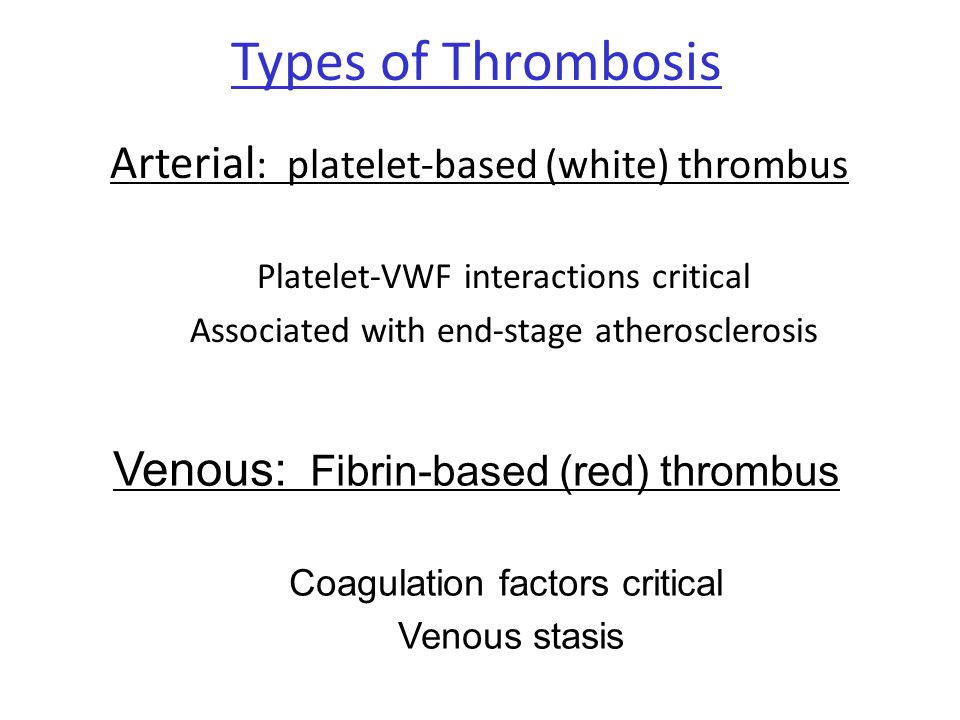 Types of Thrombosis
Arterial: platelet-based (white) thrombus
Platelet-VWF interactions critical
Associated with end-stage atherosclerosis
Venous: Fibrin-based (red) thrombus
Coagulation factors critical
Venous stasis